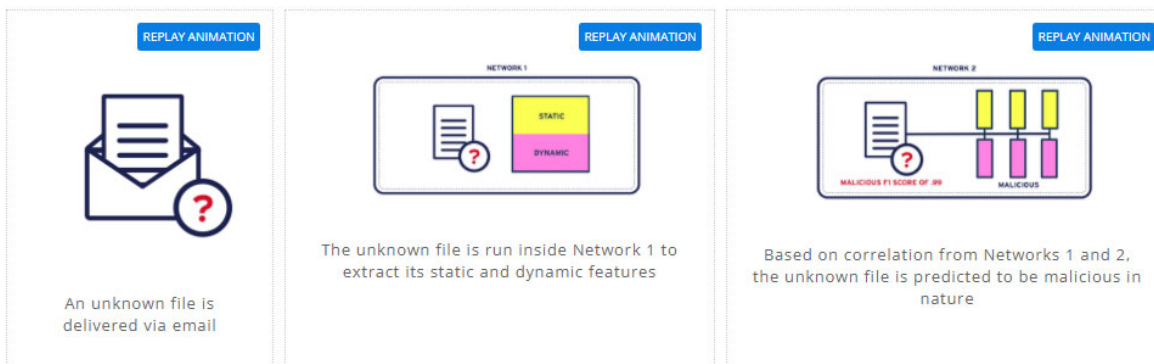 REPLAY ANIMATION
?
An unknown file is
delivered via email
REPLAY ANIMATION
NETWORK 1
STATIC
?
DYNAMIC
The unknown file is run inside Network 1 to
extract its static and dynamic features
REPLAY ANIMATION
NETWORK 2
?
MALICIOUS F1 SCORE OF .99
MALICIOUS
Based on correlation from Networks 1 and 2,
the unknown file is predicted to be malicious in
nature